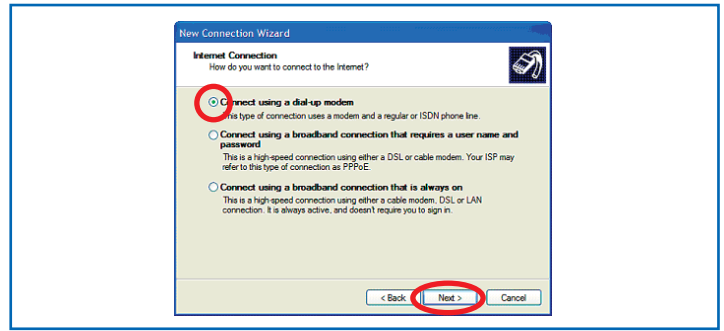 New Connection Wizard
Internet Connection
How do you want to connect to the Internet?
Connect using a dial-up modem
This type of connection uses a modem and a regular or ISDN phone line.
Connect using a broadband connection that requires a user name and
password
This is a high-speed connection using either a DSL or cable modem. Your ISP may
refer to this type of connection as PPPoE.
Connect using a broadband connection that is always on
This is a high-speed connection using either a cable modem, DSL or LAN
connection. It is always active, and doesn't require you to sign in.
< Back Next > Cancel